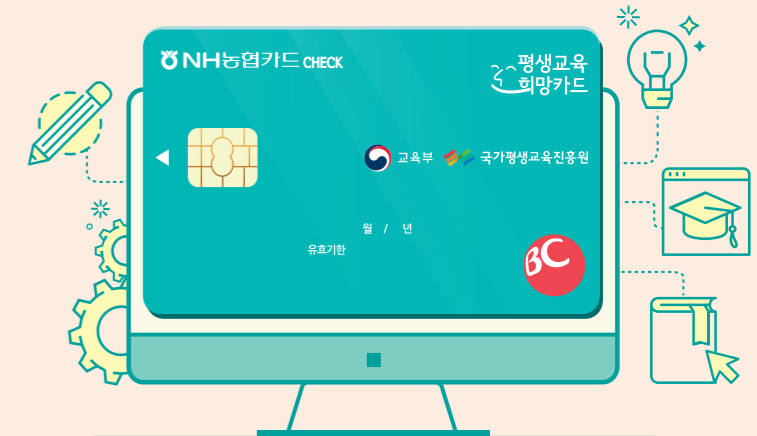 NH농협카드 CHECK
평생교육
희망카드
교육부 국가평생교육진흥원
월 / 년
유효기한
BC